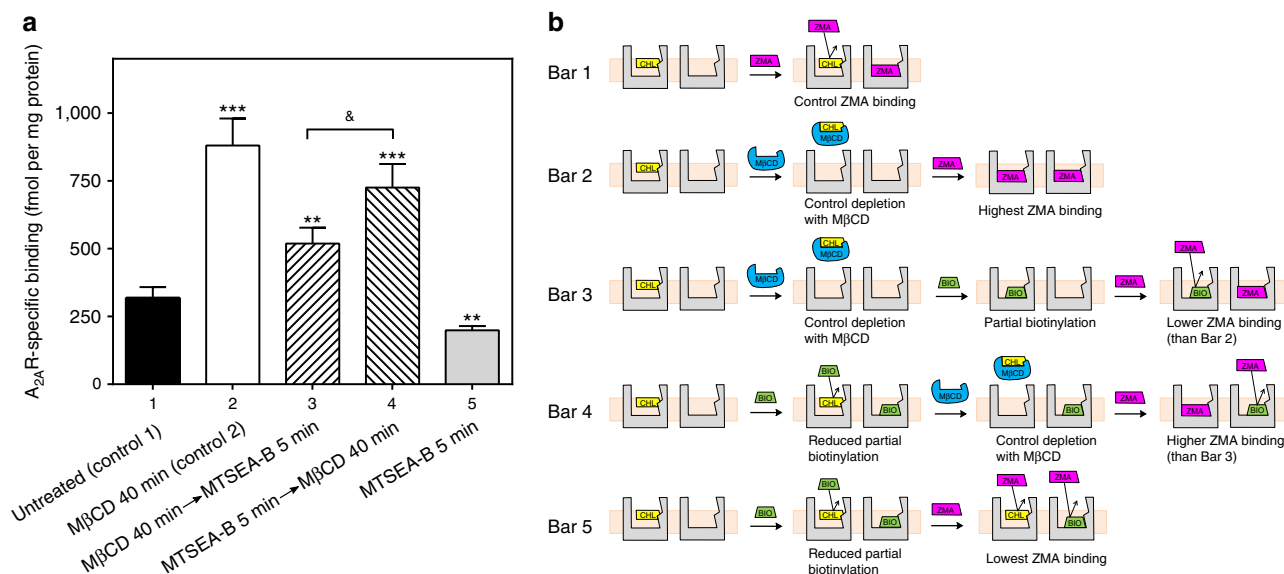 a
A2AR-specific binding (fmol per mg protein)
1,000
750
500
250
0
***
**
&
***
**
1
2
3
4
5
Untreated (control 1)
MβCD 40 min (control 2)
MβCD 40 min→MTSEA-B 5 min
MTSEA-B 5 min→MβCD 40 min
MTSEA-B 5 min
b
Bar 1
CHL
ZMA
ZMA
CHL
ZMA
Control ZMA binding
Bar 2
CHL
MβCD
CHL
MβCD
Control depletion
with MβCD
ZMA
ZMA
ZMA
Highest ZMA binding
Bar 3
CHL
MβCD
CHL
MβCD
Control depletion
with MβCD
BIO
BIO
Partial biotinylation
ZMA
ZMA
BIO
ZMA
Lower ZMA binding
(than Bar 2)
Bar 4
CHL
BIO
BIO
CHL
BIO
Reduced partial
biotinylation
MβCD
CHL
MβCD
BIO
Control depletion
with MβCD
ZMA
ZMA
ZMA
BIO
Higher ZMA binding
(than Bar 3)
Bar 5
CHL
BIO
BIO
CHL
BIO
Reduced partial
biotinylation
ZMA
ZMA
CHL
ZMA
BIO
Lowest ZMA binding